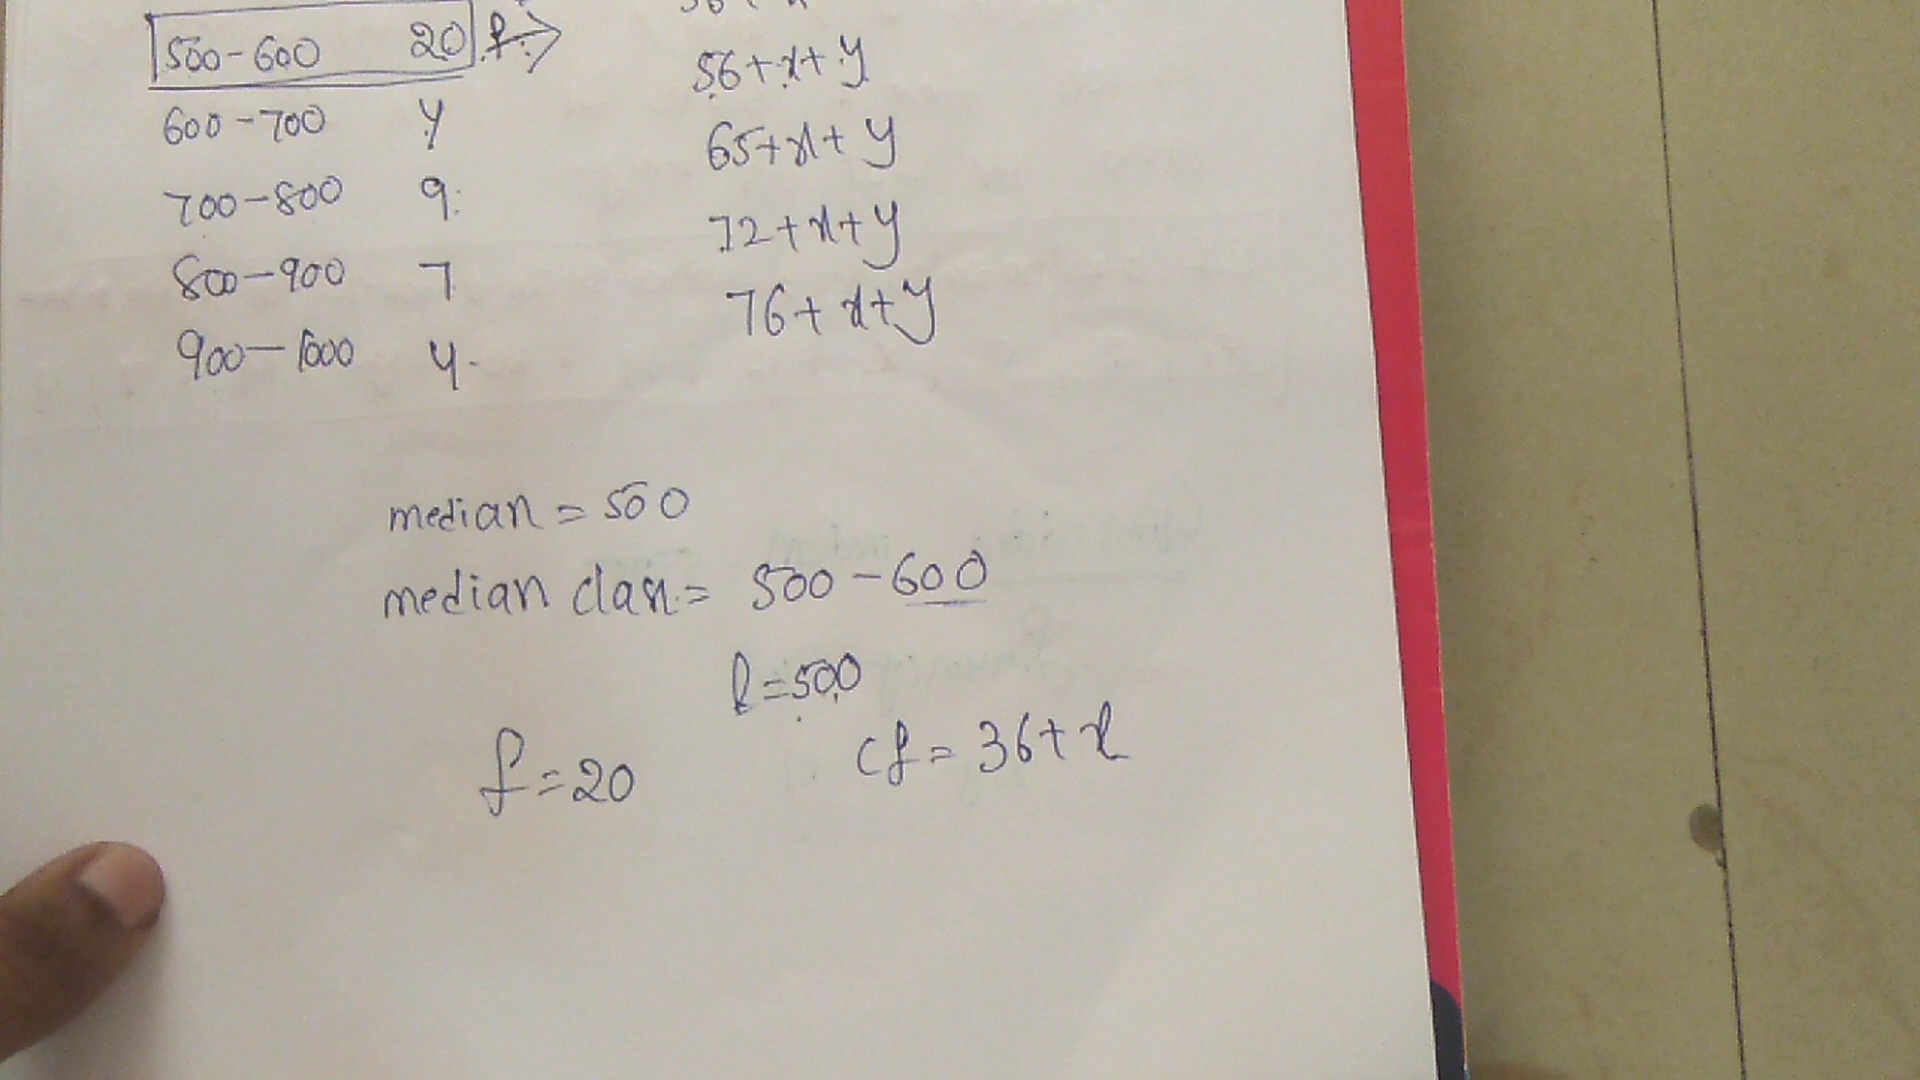 500-600 20 f →
56+x+y
600-700 y
65+x+y
700-800 9
72+x+y
800-900 7
76+x+y
900-1000 4
median = 500
median class = 500-600
l=500
f=20 cf = 36+x